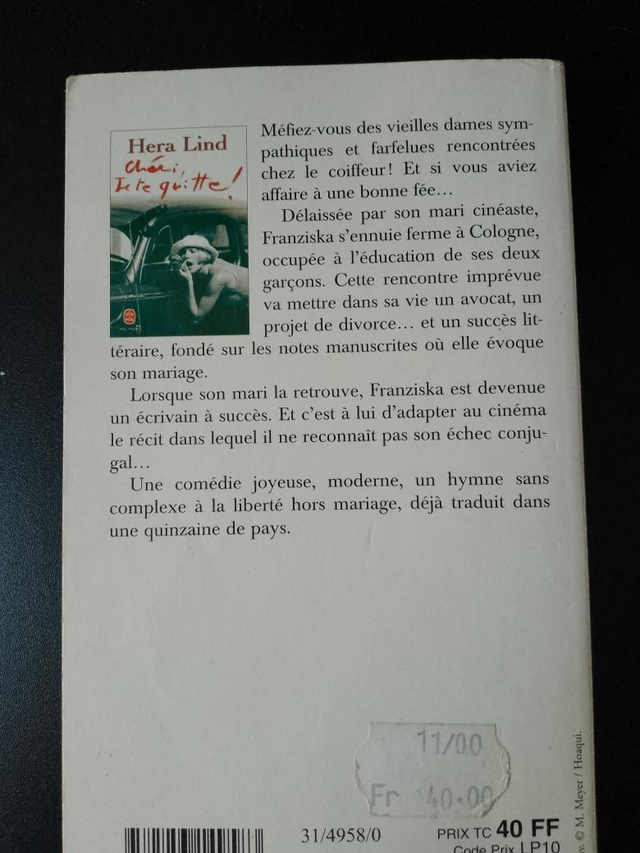 Hera Lind
Chéri,
Je te quitte!
Méfiez-vous des vieilles dames sym-
pathiques et farfelues rencontrées
chez le coiffeur! Et si vous aviez
affaire à une bonne fée…
Délaissée par son mari cinéaste,
Franziska s'ennuie ferme à Cologne,
occupée à l'éducation de ses deux
garçons. Cette rencontre imprévue
va mettre dans sa vie un avocat, un
projet de divorce… et un succès lit-
téraire, fondé sur les notes manuscrites où elle évoque
son mariage.
Lorsque son mari la retrouve, Franziska est devenue
un écrivain à succès. Et c'est à lui d'adapter au cinéma
le récit dans lequel il ne reconnaît pas son échec conju-
gal…
Une comédie joyeuse, moderne, un hymne sans
complexe à la liberté hors mariage, déjà traduit dans
une quinzaine de pays.
11/00
Fr 40.00
31/4958/0
PRIX TC 40 FF
Code Prix LP10
© M. Meyer / Hoaqui.